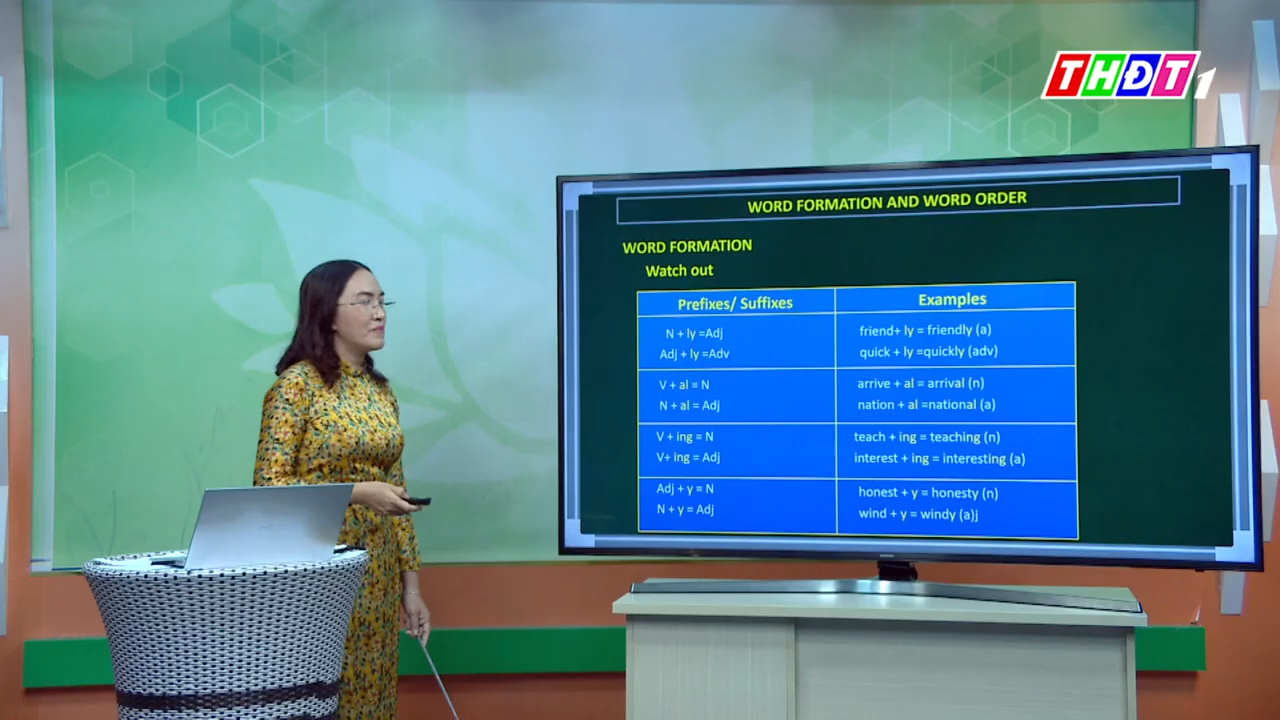 THĐT1
WORD FORMATION AND WORD ORDER
WORD FORMATION
Watch out
Prefixes/ Suffixes
Examples
N + ly =Adj
friend+ ly = friendly (a)
Adj + ly =Adv
quick + ly =quickly (adv)
V + al = N
arrive + al = arrival (n)
N + al = Adj
nation + al =national (a)
V + ing = N
teach + ing = teaching (n)
V+ ing = Adj
interest + ing = interesting (a)
Adj + y = N
honest + y = honesty (n)
N + y = Adj
wind + y = windy (a)j